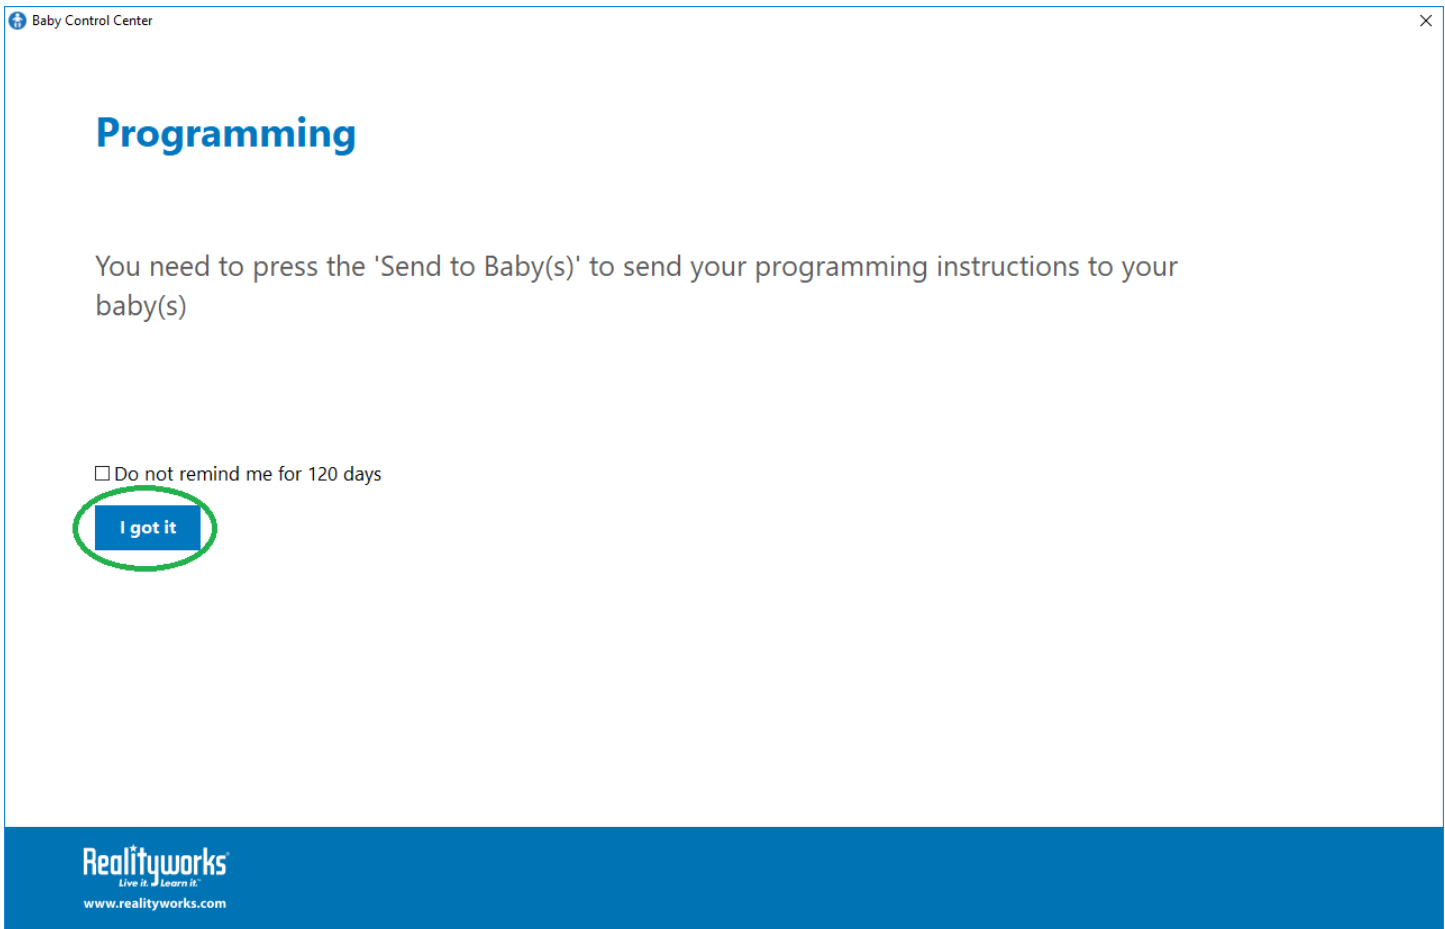 Baby Control Center
Programming
You need to press the 'Send to Baby(s)' to send your programming instructions to your
baby(s)
Do not remind me for 120 days
I got it
Realityworks®
Live it. Learn it.™
www.realityworks.com